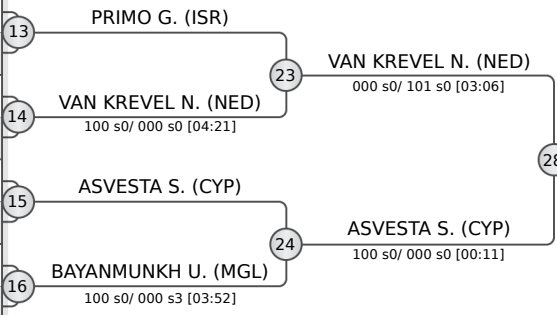 PRIMO G. (ISR)
13
VAN KREVEL N. (NED)
23
000 s0/ 101 s0 [03:06]
VAN KREVEL N. (NED)
14
100 s0/ 000 s0 [04:21]
28
ASVESTA S. (CYP)
15
ASVESTA S. (CYP)
24
100 s0/ 000 s0 [00:11]
BAYANMUNKH U. (MGL)
16
100 s0/ 000 s3 [03:52]